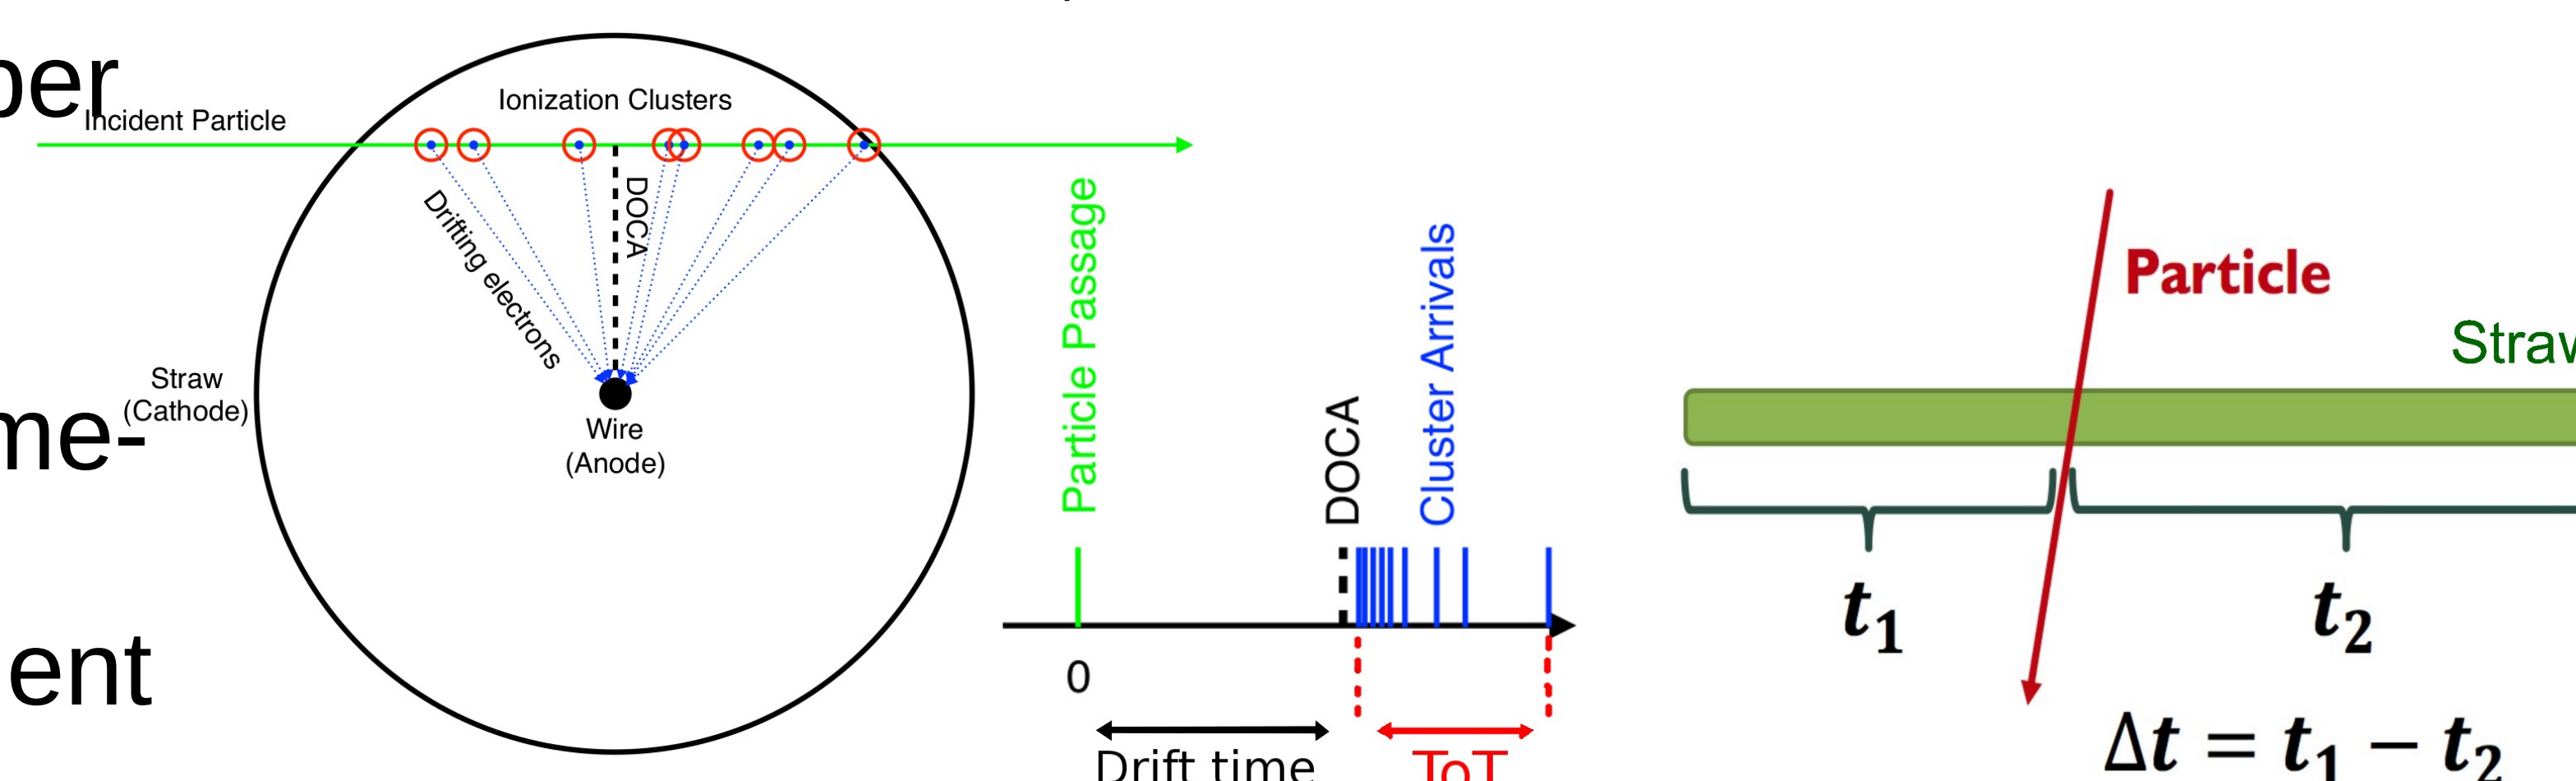 per
Incident Particle
Ionization Clusters
DOCA
Drifting electrons
Straw
(Cathode)
Wire
(Anode)
me-
ent
Particle Passage
DOCA
Cluster Arrivals
0
Drift time
ToT
Particle
Straw
t₁
t₂
Δt = t₁ − t₂